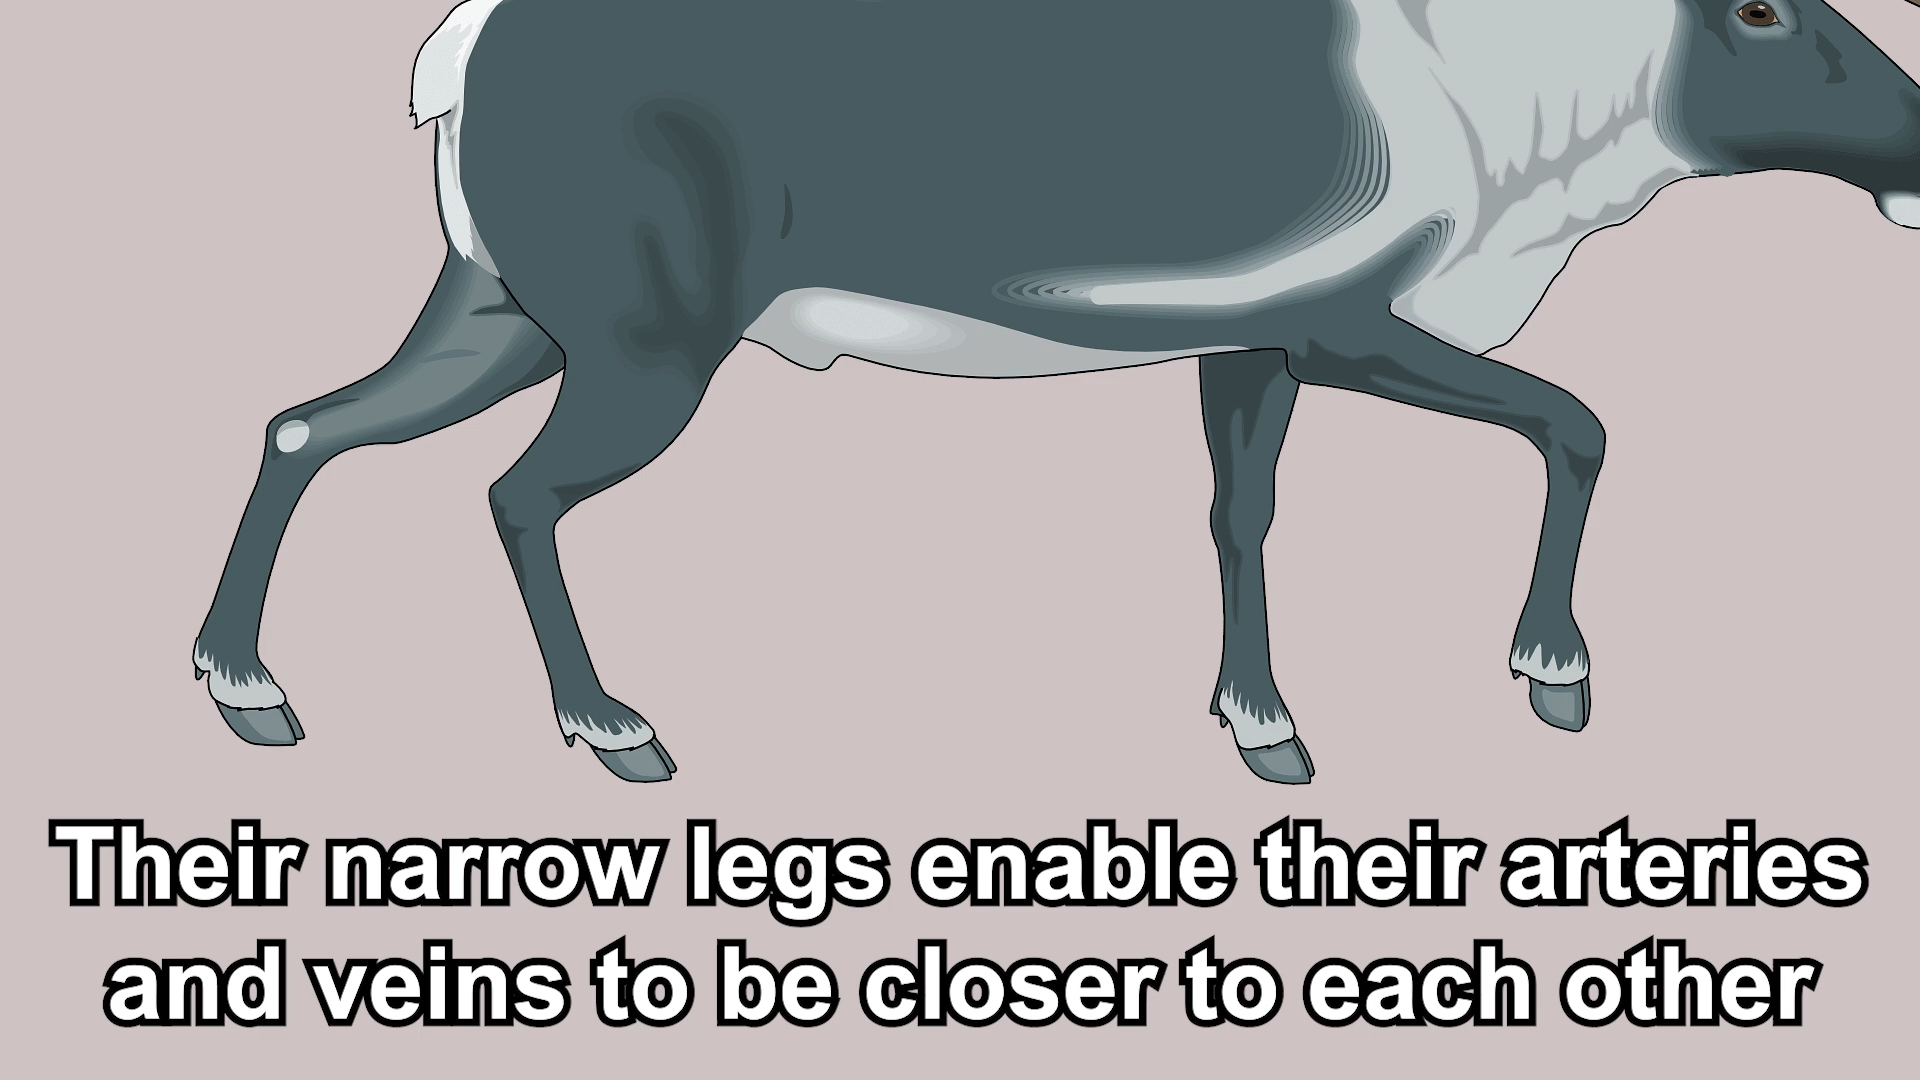 Their narrow legs enable their arteries
and veins to be closer to each other